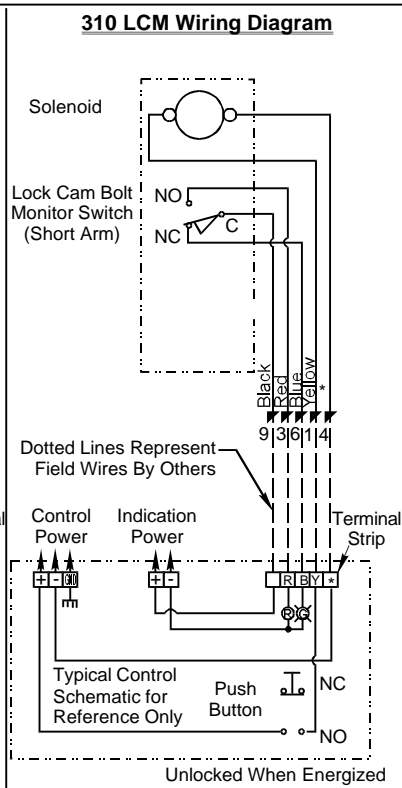 310 LCM Wiring Diagram
Solenoid
Lock Cam Bolt
Monitor Switch
(Short Arm)
NO
NC
C
Black
Red
Blue
Yellow
*
9 3 6 1 4
Dotted Lines Represent
Field Wires By Others
Control
Power
Indication
Power
Terminal
Strip
+ - GND
+ -
R B Y *
R G
Typical Control
Schematic for
Reference Only
Push
Button
NC
NO
Unlocked When Energized